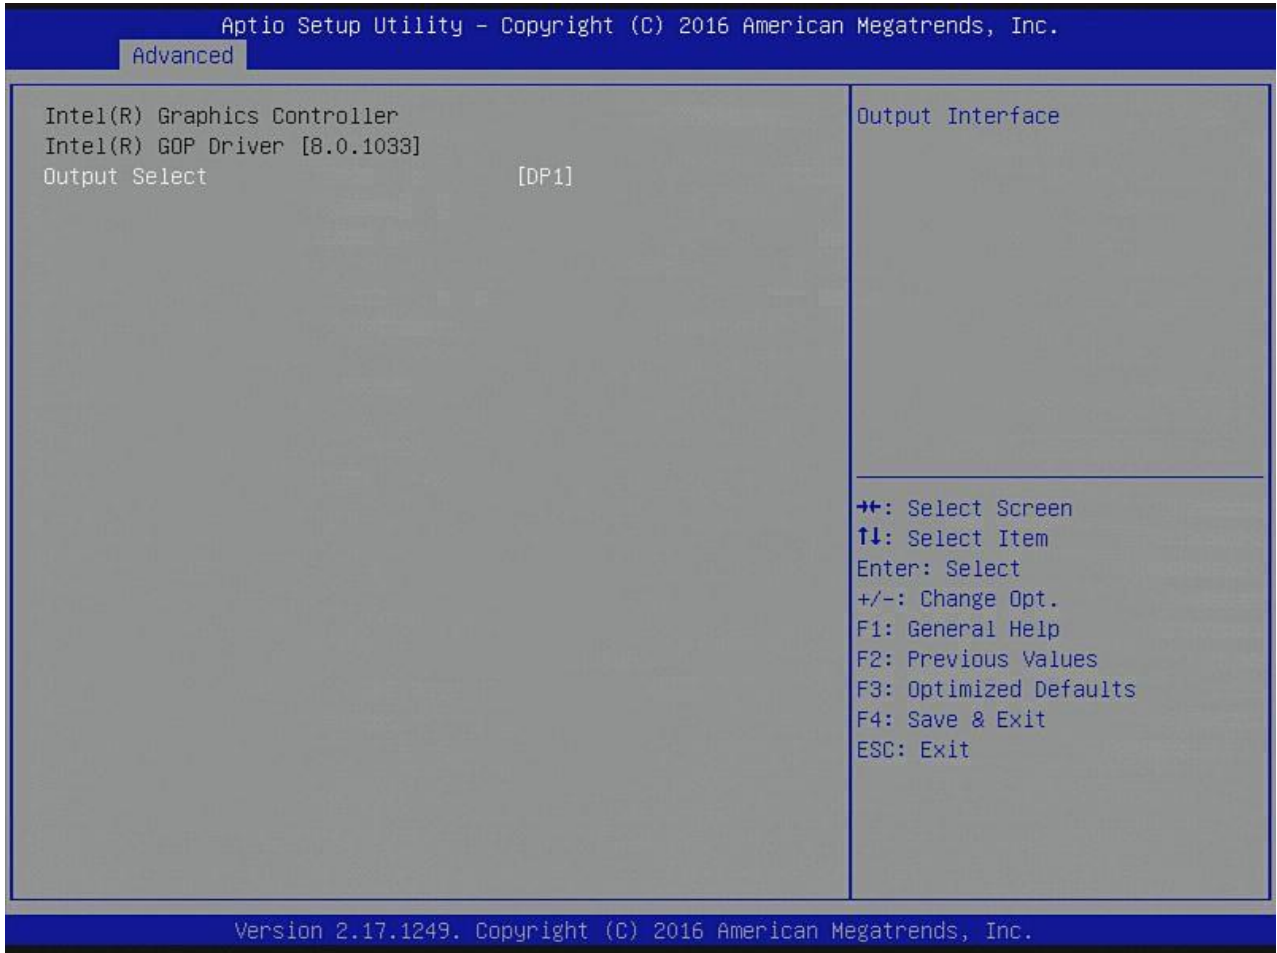 Aptio Setup Utility – Copyright (C) 2016 American Megatrends, Inc.
Advanced
Intel(R) Graphics Controller
Intel(R) GOP Driver [8.0.1033]
Output Select [DP1]
Output Interface
→←: Select Screen
↑↓: Select Item
Enter: Select
+/-: Change Opt.
F1: General Help
F2: Previous Values
F3: Optimized Defaults
F4: Save & Exit
ESC: Exit
Version 2.17.1249. Copyright (C) 2016 American Megatrends, Inc.